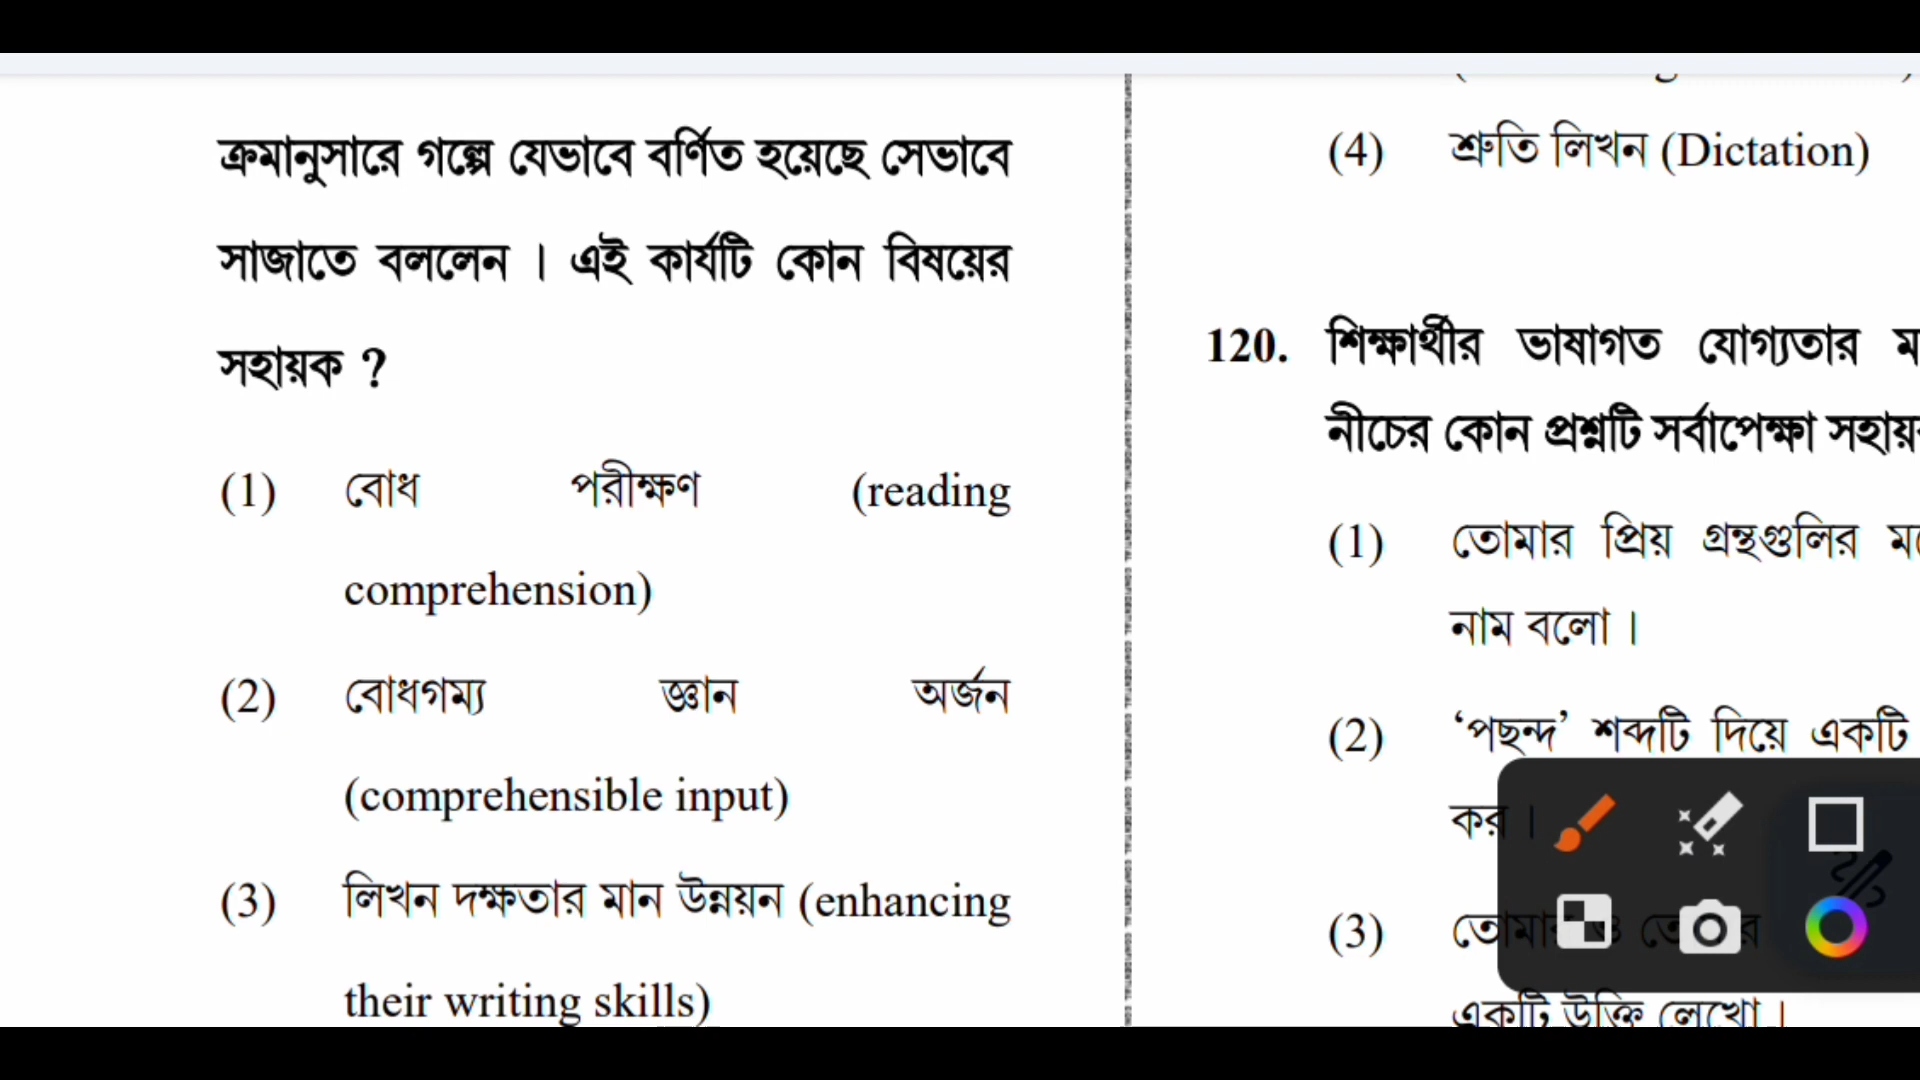 ক্রমানুসারে গল্পে যেভাবে বর্ণিত হয়েছে সেভাবে
সাজাতে বললেন । এই কার্যটি কোন বিষয়ের
সহায়ক ?
(1) বোধ পরীক্ষণ (reading
comprehension)
(2) বোধগম্য জ্ঞান অর্জন
(comprehensible input)
(3) লিখন দক্ষতার মান উন্নয়ন (enhancing
their writing skills)
(4) শ্রুতি লিখন (Dictation)
120. শিক্ষার্থীর ভাষাগত যোগ্যতার
নীচের কোন প্রশ্নটি সর্বাপেক্ষা
(1) তোমার প্রিয় গ্রন্থগুলির
নাম বলো ।
(2) ‘পছন্দ’ শব্দটি দিয়ে একটি
কর ।
(3)
একটি উক্তি লেখো ।